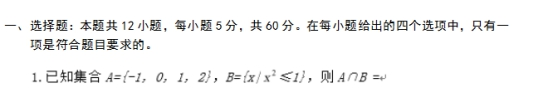 一、选择题：本题共 12 小题，每小题 5 分，共 60 分。在每小题给出的四个选项中，只有一
项是符合题目要求的。
1. 已知集合 A={-1, 0, 1, 2}，B={x|x²≤1}，则 A∩B =↵